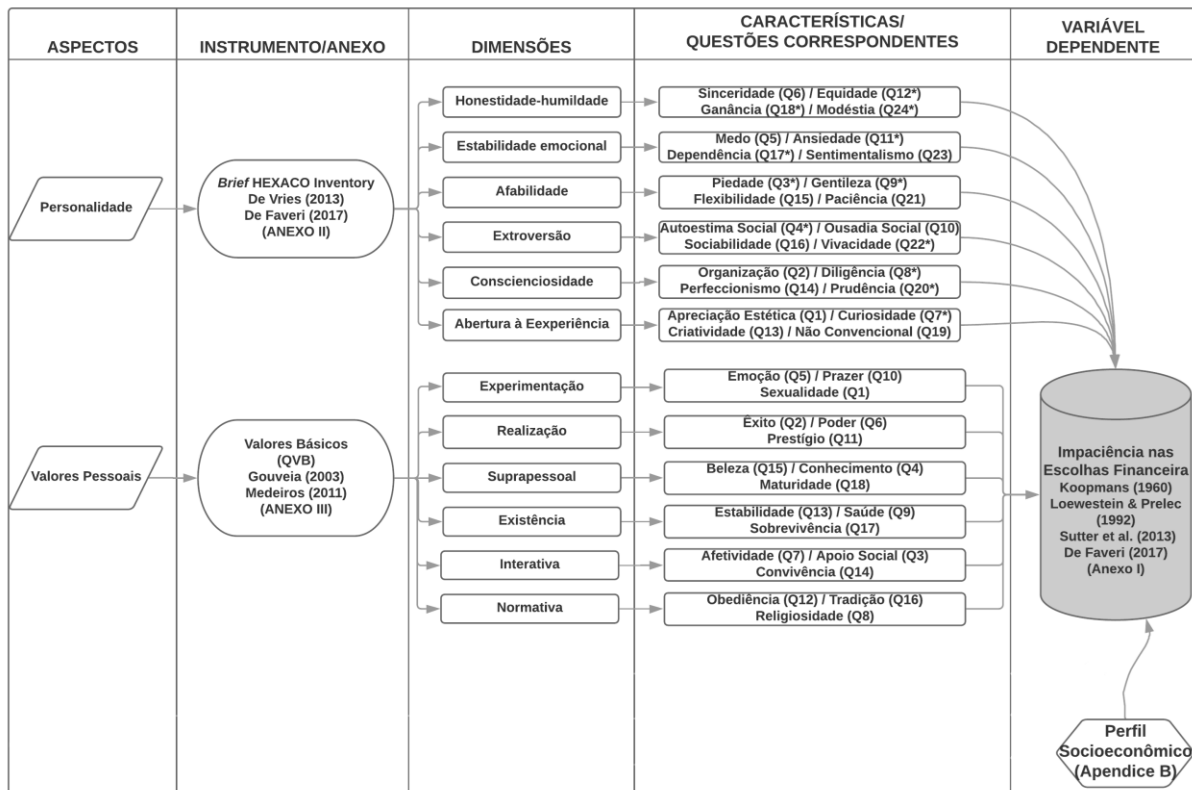 ASPECTOS
INSTRUMENTO/ANEXO
DIMENSÕES
CARACTERÍSTICAS/
QUESTÕES CORRESPONDENTES
VARIÁVEL
DEPENDENTE
Personalidade
Brief HEXACO Inventory
De Vries (2013)
De Faveri (2017)
(ANEXO II)
Honestidade-humildade
Sinceridade (Q6) / Equidade (Q12*)
Ganância (Q18*) / Modéstia (Q24*)
Estabilidade emocional
Medo (Q5) / Ansiedade (Q11*)
Dependência (Q17*) / Sentimentalismo (Q23)
Afabilidade
Piedade (Q3*) / Gentileza (Q9*)
Flexibilidade (Q15) / Paciência (Q21)
Extroversão
Autoestima Social (Q4*) / Ousadia Social (Q10)
Sociabilidade (Q16) / Vivacidade (Q22*)
Conscienciosidade
Organização (Q2) / Diligência (Q8*)
Perfeccionismo (Q14) / Prudência (Q20*)
Abertura à Eexperiência
Apreciação Estética (Q1) / Curiosidade (Q7*)
Criatividade (Q13) / Não Convencional (Q19)
Valores Pessoais
Valores Básicos
(QVB)
Gouveia (2003)
Medeiros (2011)
(ANEXO III)
Experimentação
Emoção (Q5) / Prazer (Q10)
Sexualidade (Q1)
Realização
Êxito (Q2) / Poder (Q6)
Prestígio (Q11)
Suprapessoal
Beleza (Q15) / Conhecimento (Q4)
Maturidade (Q18)
Existência
Estabilidade (Q13) / Saúde (Q9)
Sobrevivência (Q17)
Interativa
Afetividade (Q7) / Apoio Social (Q3)
Convivência (Q14)
Normativa
Obediência (Q12) / Tradição (Q16)
Religiosidade (Q8)
Impaciência nas
Escolhas Financeira
Koopmans (1960)
Loewestein & Prelec
(1992)
Sutter et al. (2013)
De Faveri (2017)
(Anexo I)
Perfil
Socioeconômico
(Apendice B)